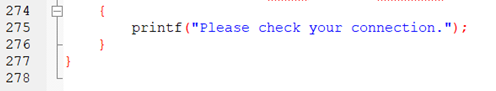 274 {
275 printf("Please check your connection.");
276 }
277 }
278